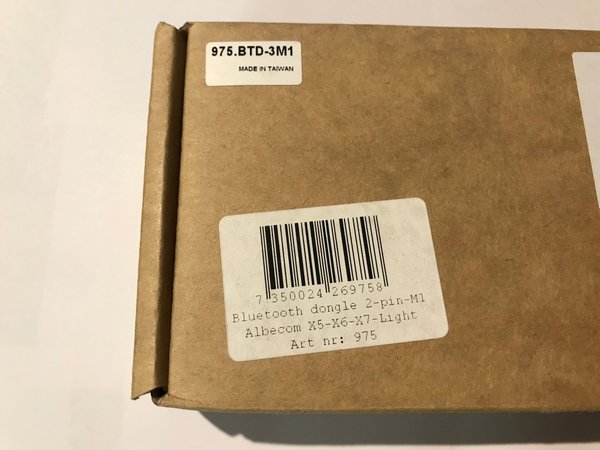 975.BTD-3M1
MADE IN TAIWAN
7 350024 269758
Bluetooth dongle 2-pin-M1
Albecom X5-X6-X7-Light
Art nr: 975